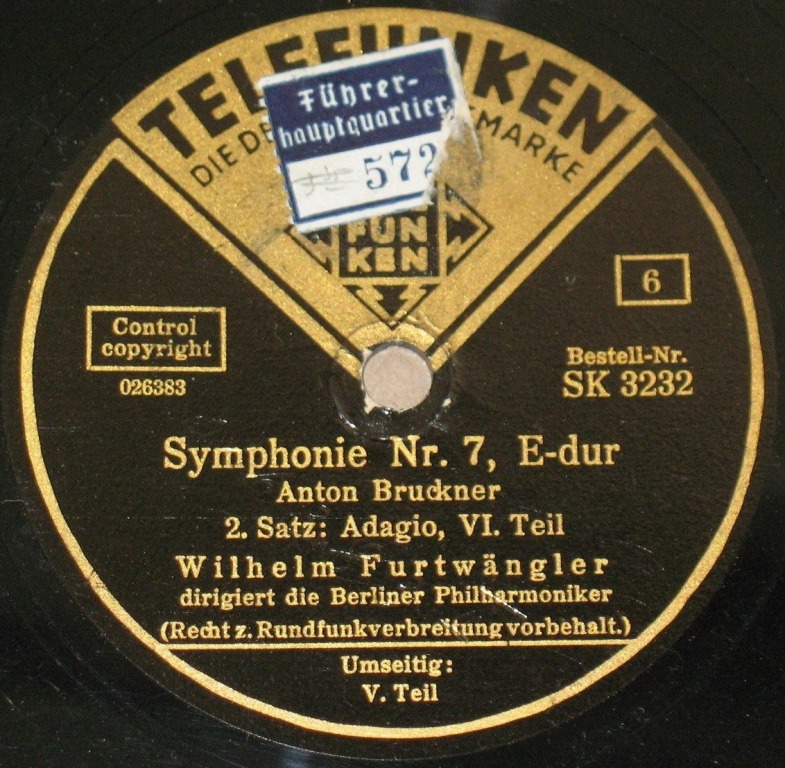 TELEFUNKEN
DIE DE MARKE
Führer-
hauptquartier
572
FUN
KEN
6
Control
copyright
026383
Bestell-Nr.
SK 3232
Symphonie Nr. 7, E-dur
Anton Bruckner
2. Satz: Adagio, VI. Teil
Wilhelm Furtwängler
dirigiert die Berliner Philharmoniker
(Recht z. Rundfunkverbreitung vorbehalt.)
Umseitig:
V. Teil